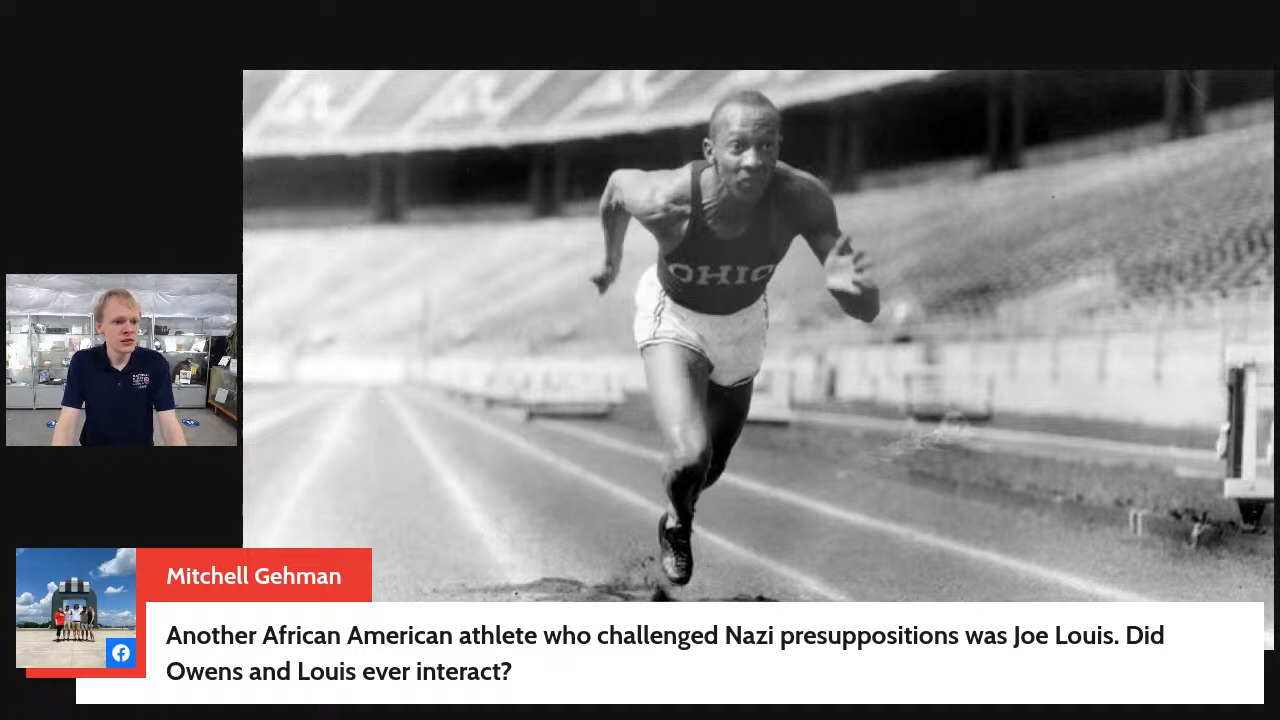 OHIO
Mitchell Gehman
Another African American athlete who challenged Nazi presuppositions was Joe Louis. Did
Owens and Louis ever interact?